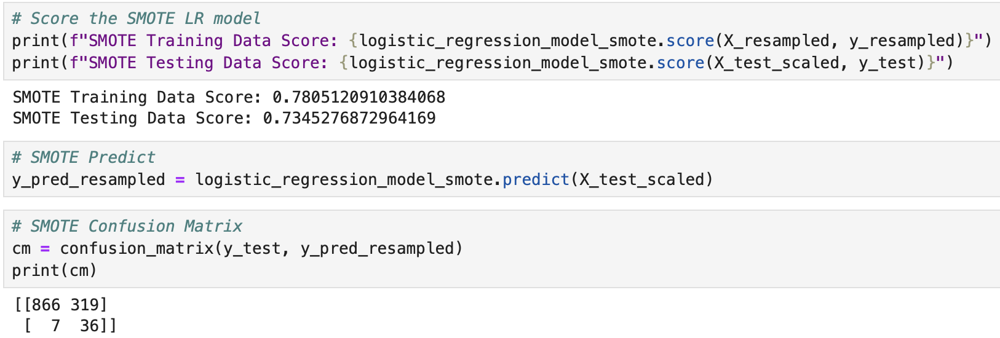 # Score the SMOTE LR model
print(f"SMOTE Training Data Score: {logistic_regression_model_smote.score(X_resampled, y_resampled)}")
print(f"SMOTE Testing Data Score: {logistic_regression_model_smote.score(X_test_scaled, y_test)}")
SMOTE Training Data Score: 0.7805120910384068
SMOTE Testing Data Score: 0.7345276872964169
# SMOTE Predict
y_pred_resampled = logistic_regression_model_smote.predict(X_test_scaled)
# SMOTE Confusion Matrix
cm = confusion_matrix(y_test, y_pred_resampled)
print(cm)
[[866 319]
 [  7  36]]